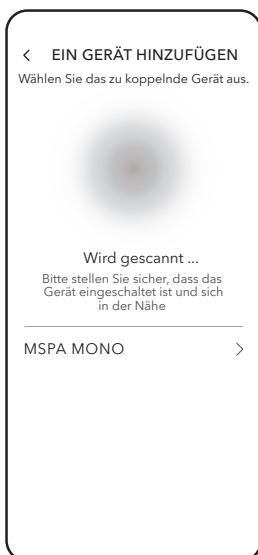 EIN GERÄT HINZUFÜGEN
Wählen Sie das zu koppelnde Gerät aus.
Wird gescannt ...
Bitte stellen Sie sicher, dass das
Gerät eingeschaltet ist und sich
in der Nähe
MSPA MONO